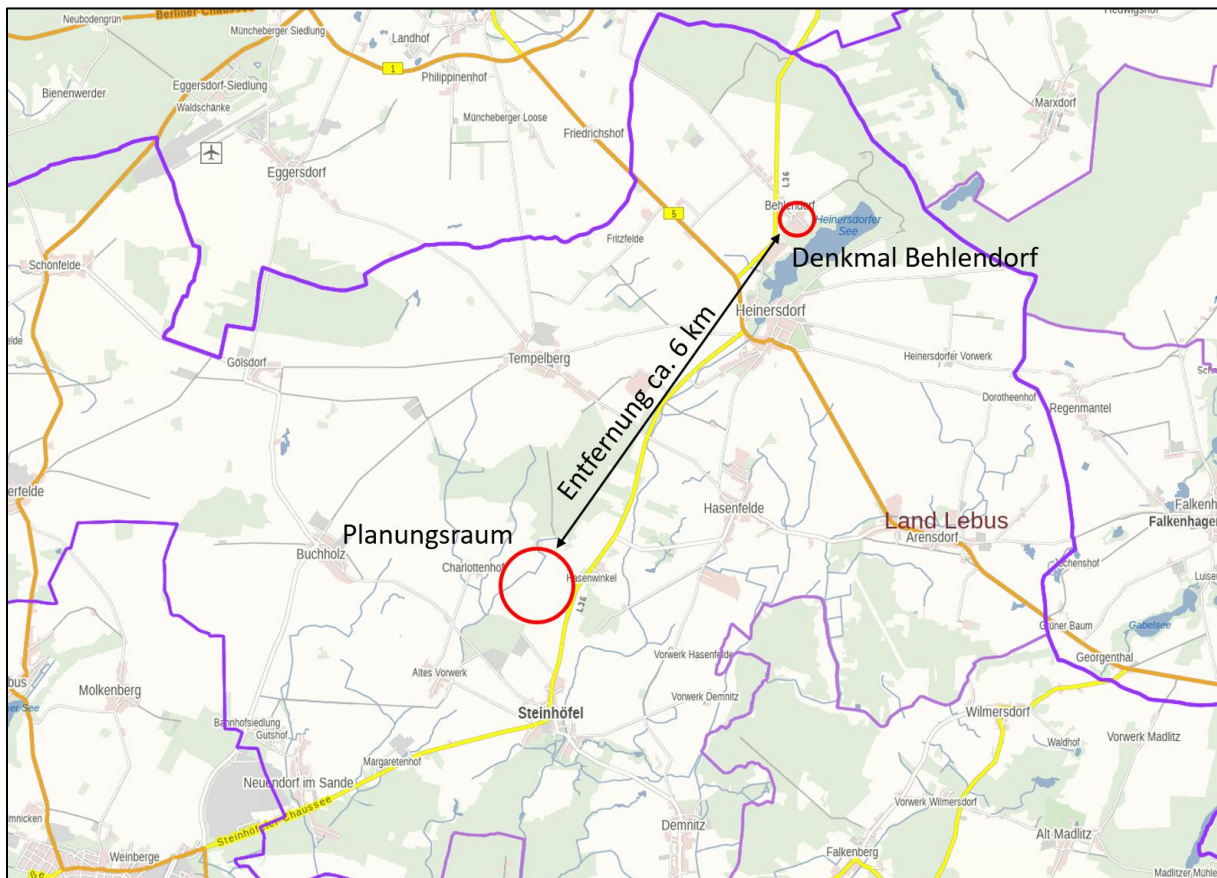 Berliner Chaussee
Neubodengrün
Müncheberger Siedlung
Landhof
1
Philippinenhof
Eggersdorf-Siedlung
Bienenwerder
Waldschänke
Müncheberger Loose
Marxdorf
Friedrichshof
Eggersdorf
L36
Behlendorf
5
Heinersdorfer
See
Fritzfelde
Denkmal Behlendorf
Schönfelde
Heinersdorf
Entfernung ca. 6 km
Gölsdorf
Tempelberg
Heinersdorfer Vorwerk
Dorotheenhof
Regenmantel
Hasenfelde
Land Lebus
Arensdorf
Falkenhagen
Planungsraum
Buchholz
Charlottenhof
Hasenwinkel
L36
Grüner Baum
Gabelsee
Georgenthal
Vorwerk Hasenfelde
Altes Vorwerk
Molkenberg
Vorwerk Demnitz
Steinhöfel
Wilmersdorf
Bahnhofsiedlung
Gutshof
Waldhof
Vorwerk Madlitz
Margaretenhof
Neuendorf im Sande
Vorwerk Wilmersdorf
Steinhöfeler Chaussee
Demnitz
Alt Madlitz
Weinberge
Falkenberg
Madlitzer Mühle